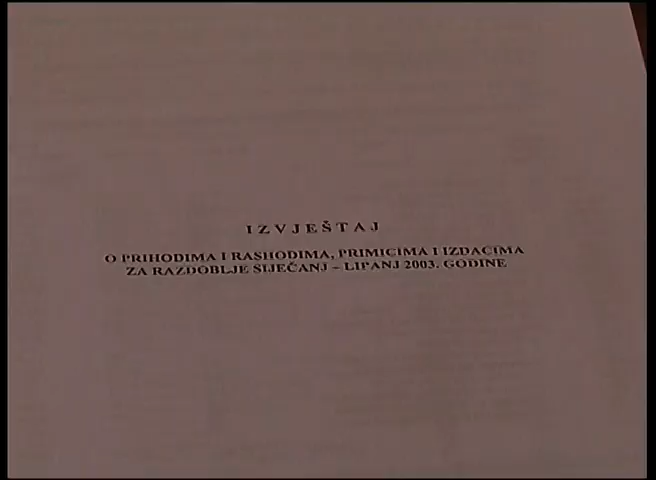 IZVJEŠTAJ
O PRIHODIMA I RASHODIMA, PRIMICIMA I IZDACIMA
ZA RAZDOBLJE SIJEČANJ – LIPANJ 2003. GODINE